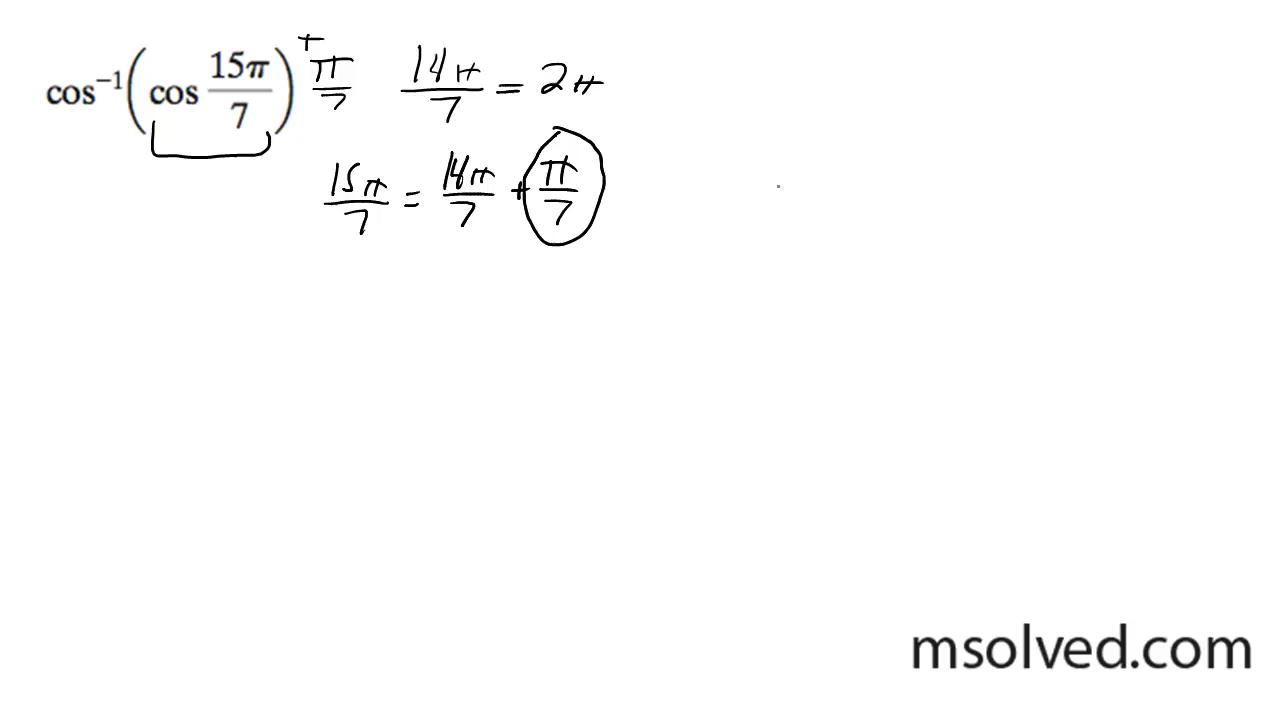 cos⁻¹(cos 15π/7) + π/7 14π/7 = 2π
15π/7 = 14π/7 + π/7
msolved.com